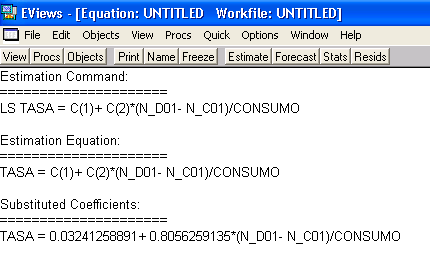 EViews - [Equation: UNTITLED Workfile: UNTITLED]
File Edit Objects View Procs Quick Options Window Help
View Procs Objects Print Name Freeze Estimate Forecast Stats Resids
Estimation Command:
=====================
LS TASA = C(1)+ C(2)*(N_D01- N_C01)/CONSUMO
Estimation Equation:
=====================
TASA = C(1)+ C(2)*(N_D01- N_C01)/CONSUMO
Substituted Coefficients:
=====================
TASA = 0.03241258891+ 0.8056259135*(N_D01- N_C01)/CONSUMO